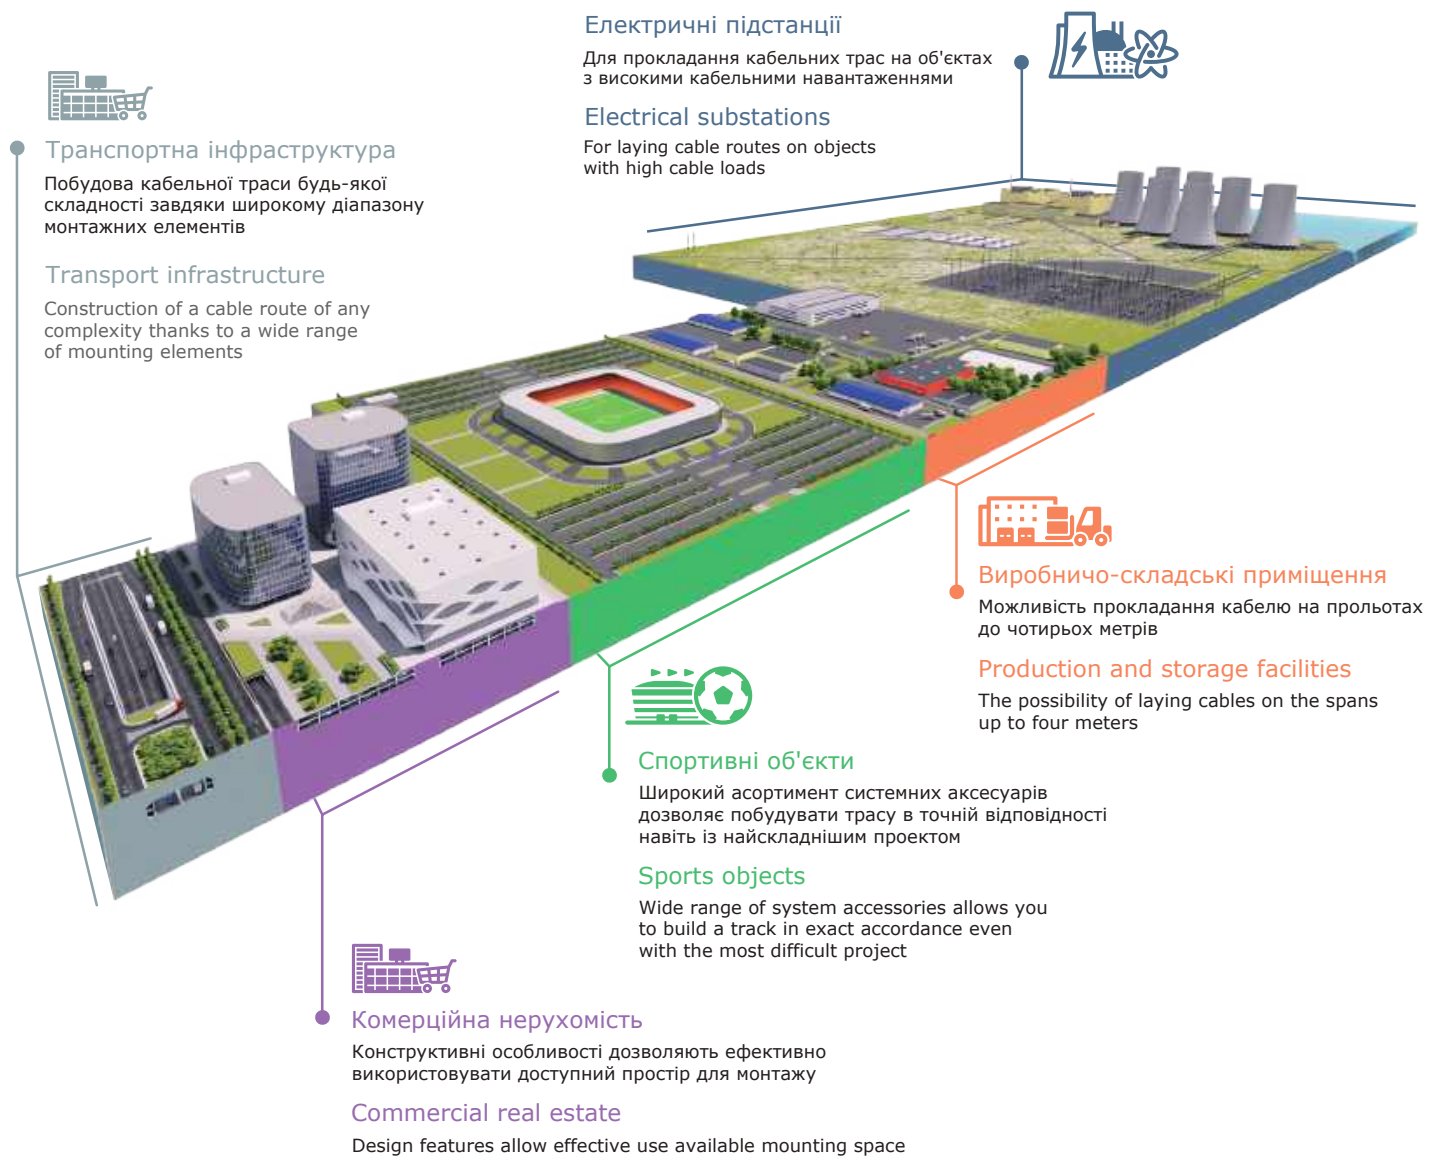 Електричні підстанції
Для прокладання кабельних трас на об'єктах
з високими кабельними навантаженнями
Electrical substations
For laying cable routes on objects
with high cable loads
Транспортна інфраструктура
Побудова кабельної траси будь-якої
складності завдяки широкому діапазону
монтажних елементів
Transport infrastructure
Construction of a cable route of any
complexity thanks to a wide range
of mounting elements
Виробничо-складські приміщення
Можливість прокладання кабелю на прольотах
до чотирьох метрів
Production and storage facilities
The possibility of laying cables on the spans
up to four meters
Спортивні об'єкти
Широкий асортимент системних аксесуарів
дозволяє побудувати трасу в точній відповідності
навіть із найскладнішим проектом
Sports objects
Wide range of system accessories allows you
to build a track in exact accordance even
with the most difficult project
Комерційна нерухомість
Конструктивні особливості дозволяють ефективно
використовувати доступний простір для монтажу
Commercial real estate
Design features allow effective use available mounting space